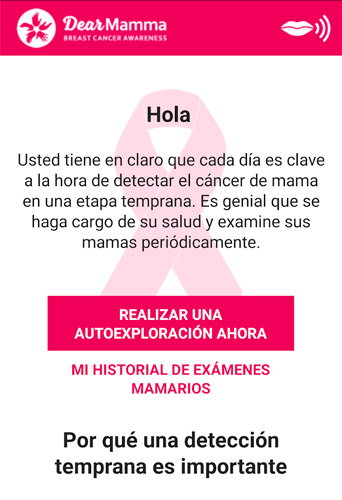 DearMamma
BREAST CANCER AWARENESS
Hola
Usted tiene en claro que cada día es clave
a la hora de detectar el cáncer de mama
en una etapa temprana. Es genial que se
haga cargo de su salud y examine sus
mamas periódicamente.
REALIZAR UNA
AUTOEXPLORACIÓN AHORA
MI HISTORIAL DE EXÁMENES
MAMARIOS
Por qué una detección
temprana es importante